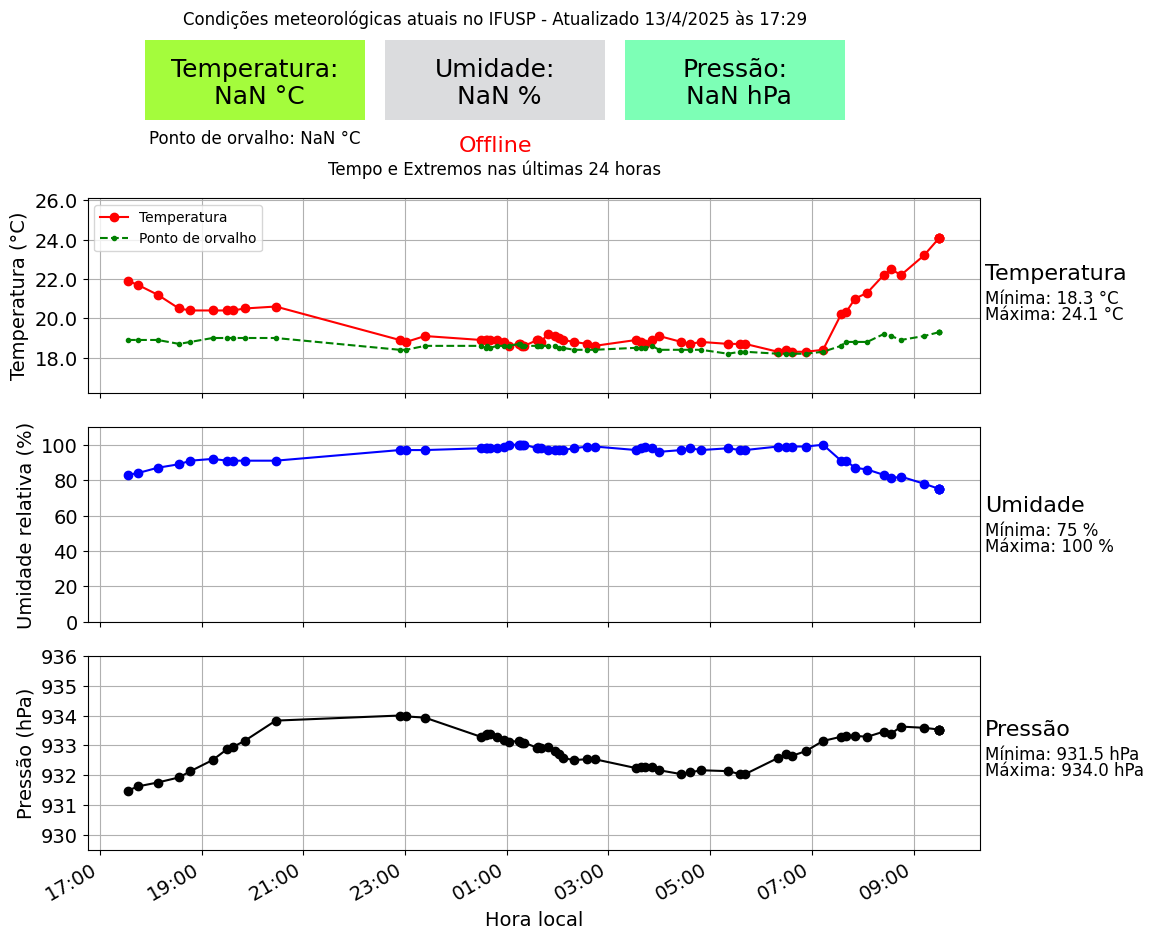 Condições meteorológicas atuais no IFUSP - Atualizado 13/4/2025 às 17:29
Temperatura:
NaN °C
Umidade:
NaN %
Pressão:
NaN hPa
Ponto de orvalho: NaN °C
Offline
Tempo e Extremos nas últimas 24 horas
Temperatura (°C)
26.0
24.0
22.0
20.0
18.0
Temperatura
Ponto de orvalho
Temperatura
Mínima: 18.3 °C
Máxima: 24.1 °C
Umidade relativa (%)
100
80
60
40
20
0
Umidade
Mínima: 75 %
Máxima: 100 %
Pressão (hPa)
936
935
934
933
932
931
930
Pressão
Mínima: 931.5 hPa
Máxima: 934.0 hPa
17:00
19:00
21:00
23:00
01:00
03:00
05:00
07:00
09:00
Hora local